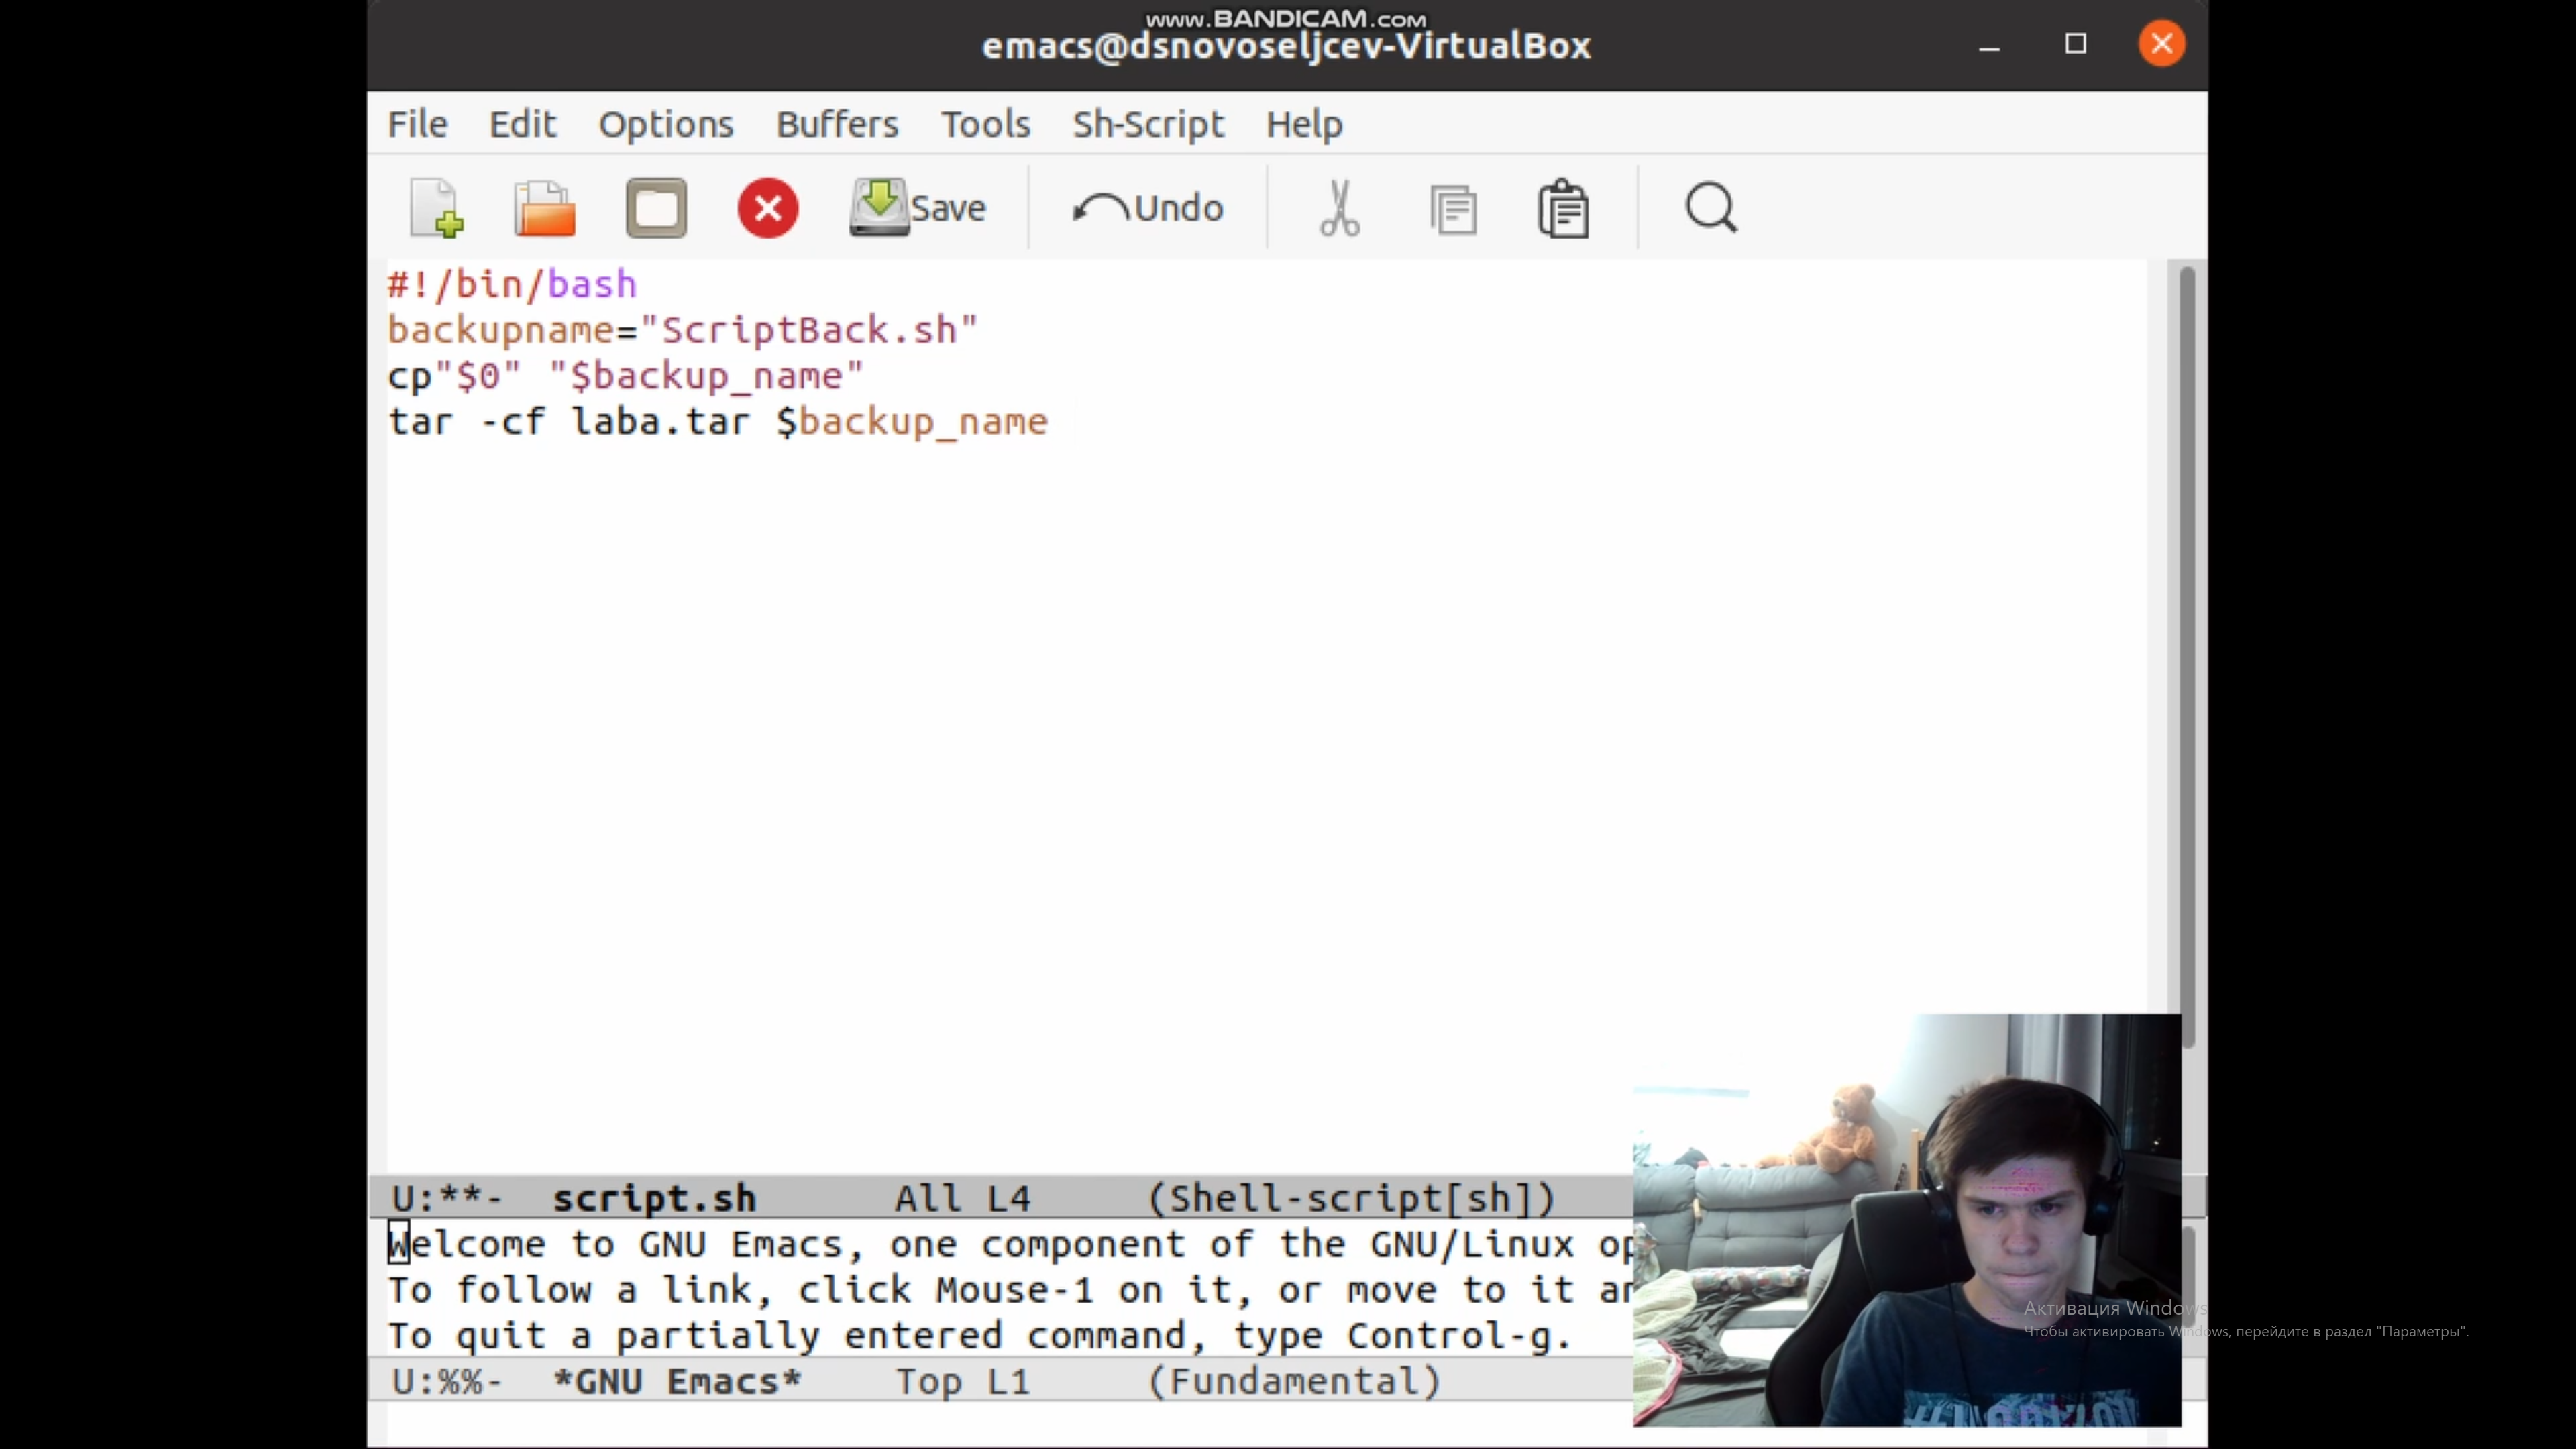 www.BANDICAM.com
emacs@dsnovoseljcev-VirtualBox
File Edit Options Buffers Tools Sh-Script Help
Save Undo
#!/bin/bash
backupname="ScriptBack.sh"
cp"$0" "$backup_name"
tar -cf laba.tar $backup_name
U:**- script.sh All L4 (Shell-script[sh])
Welcome to GNU Emacs, one component of the GNU/Linux op
To follow a link, click Mouse-1 on it, or move to it an
To quit a partially entered command, type Control-g.
U:%%- *GNU Emacs* Top L1 (Fundamental)
Активация Windows
Чтобы активировать Windows, перейдите в раздел "Параметры".